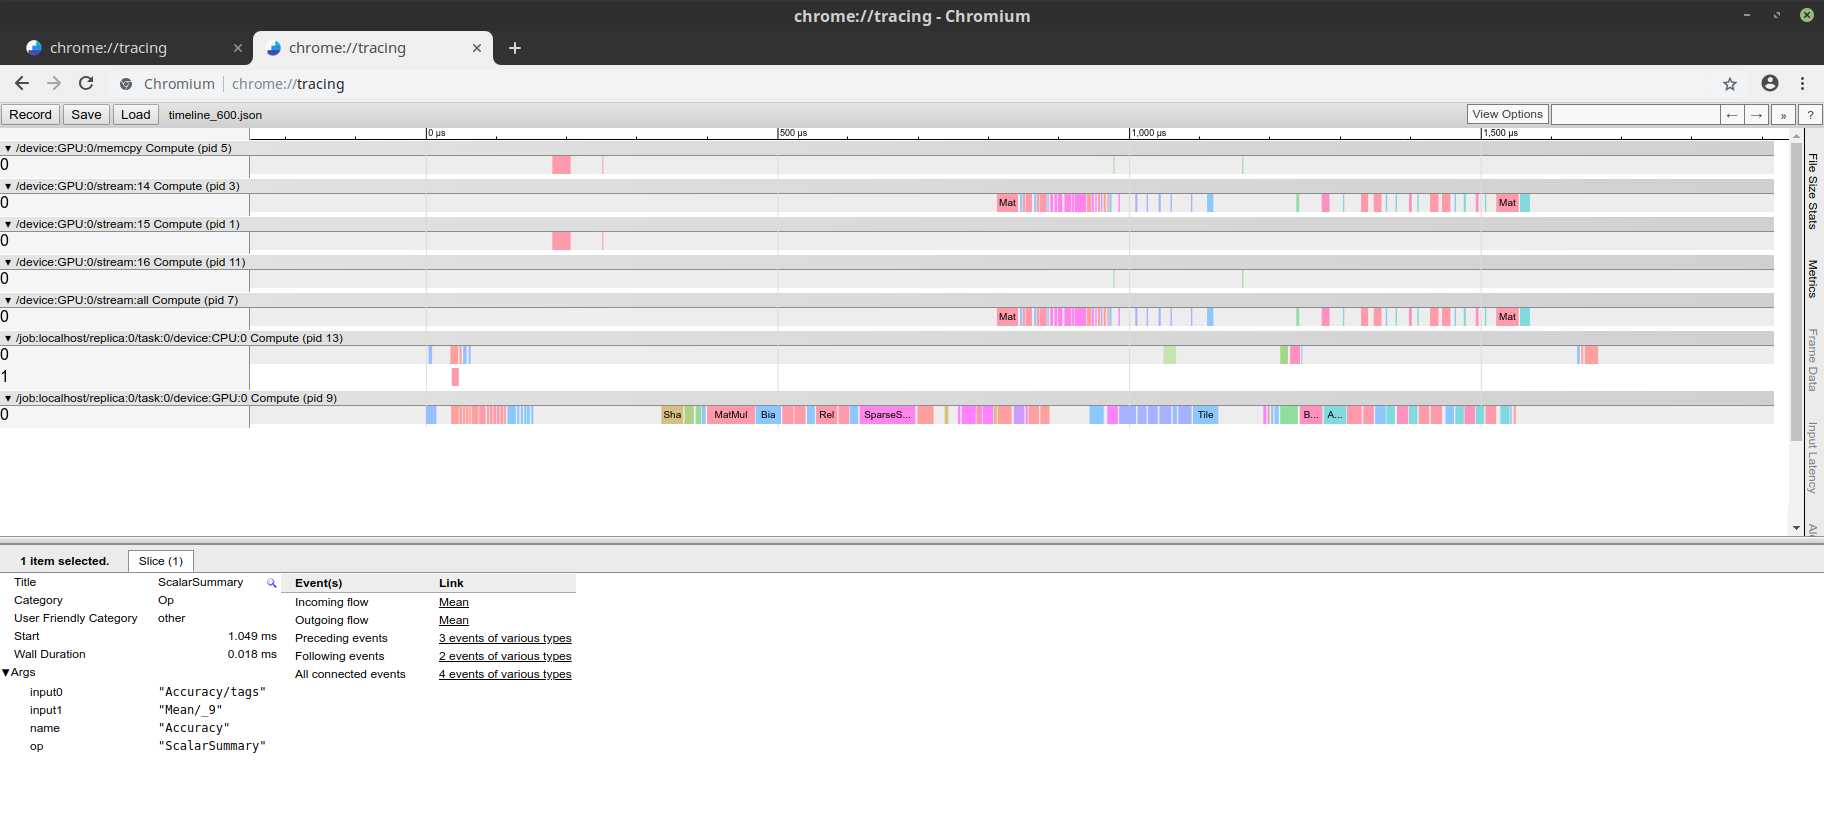 chrome://tracing - Chromium
chrome://tracing
chrome://tracing
Chromium | chrome://tracing
Record Save Load timeline_600.json View Options ← → » ?
0 µs 500 µs 1,000 µs 1,500 µs
▼ /device:GPU:0/memcpy Compute (pid 5)
0
▼ /device:GPU:0/stream:14 Compute (pid 3)
0 Mat Mat
▼ /device:GPU:0/stream:15 Compute (pid 1)
0
▼ /device:GPU:0/stream:16 Compute (pid 11)
0
▼ /device:GPU:0/stream:all Compute (pid 7)
0 Mat Mat
▼ /job:localhost/replica:0/task:0/device:CPU:0 Compute (pid 13)
0
1
▼ /job:localhost/replica:0/task:0/device:GPU:0 Compute (pid 9)
0 Sha MatMul Bia Rel SparseS... Tile B... A...
File Size Stats
Metrics
Frame Data
Input Latency
1 item selected. Slice (1)
Title ScalarSummary
Category Op
User Friendly Category other
Start 1.049 ms
Wall Duration 0.018 ms
▼Args
input0 "Accuracy/tags"
input1 "Mean/_9"
name "Accuracy"
op "ScalarSummary"
Event(s) Link
Incoming flow Mean
Outgoing flow Mean
Preceding events 3 events of various types
Following events 2 events of various types
All connected events 4 events of various types